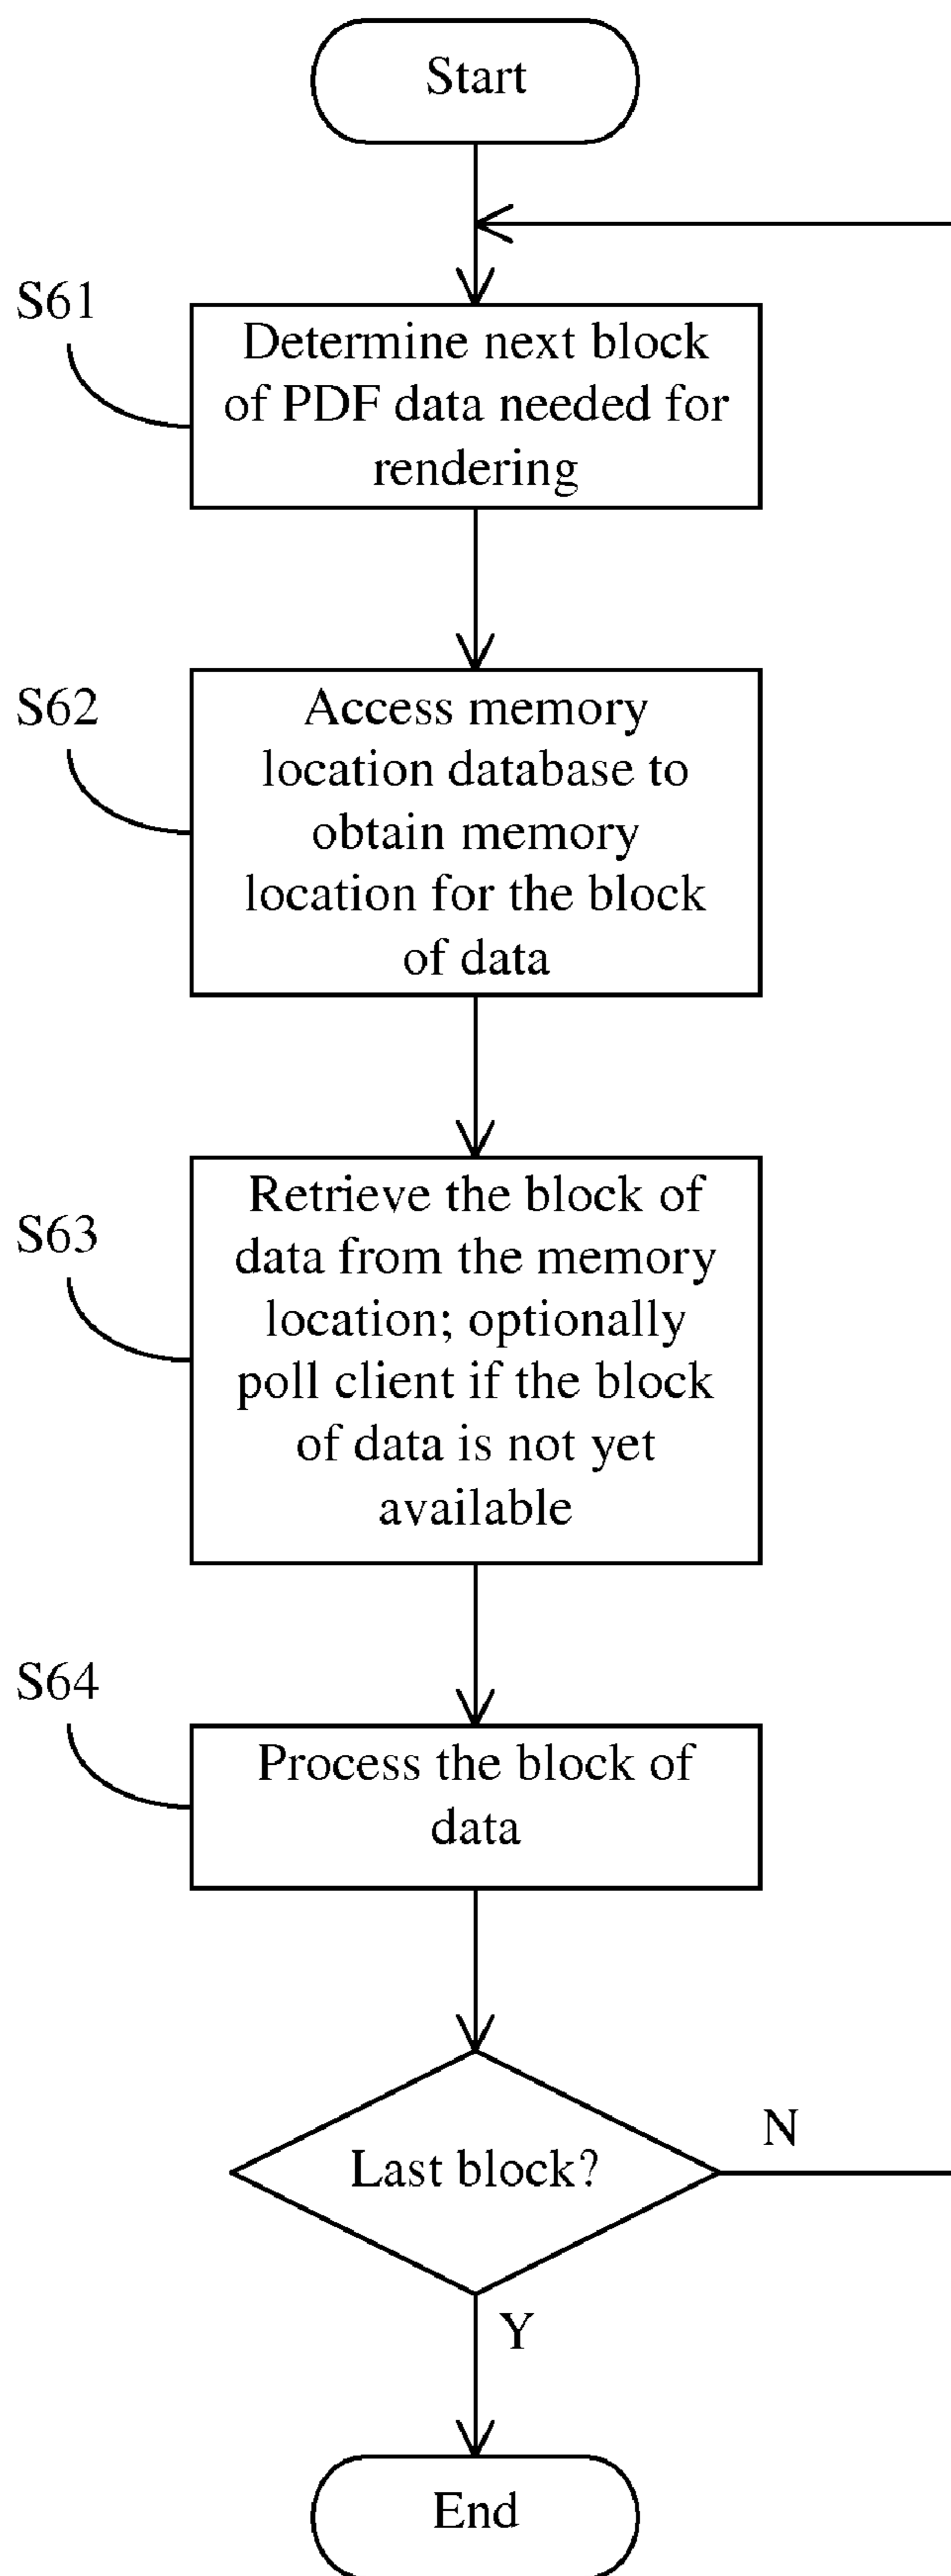 Start
S61
Determine next block
of PDF data needed for
rendering
S62
Access memory
location database to
obtain memory
location for the block
of data
S63
Retrieve the block of
data from the memory
location; optionally
poll client if the block
of data is not yet
available
S64
Process the block of
data
Last block?
N
Y
End